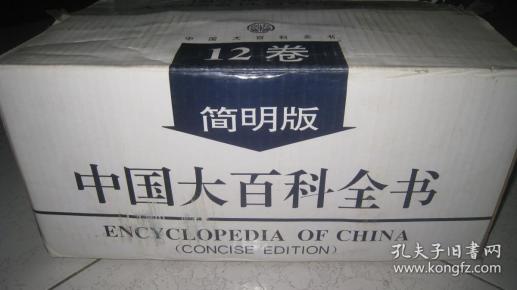 中国大百科全书
12卷
简明版
中国大百科全书
ENCYCLOPEDIA OF CHINA
(CONCISE EDITION)
孔夫子旧书网
www.kongfz.com